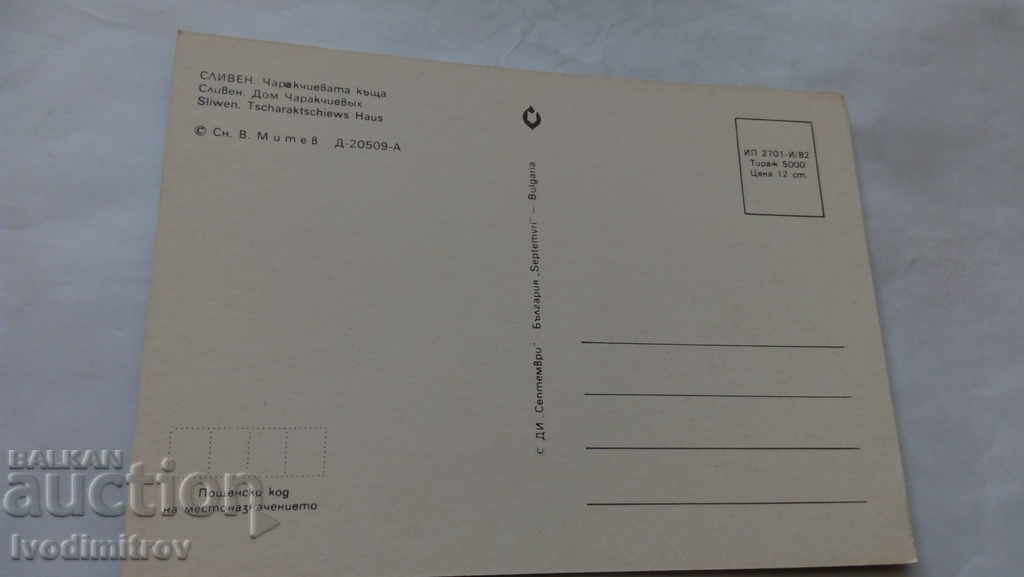 СЛИВЕН. Чаракчиевата къща
Сливен. Дом Чаракчиевых
Sliwen. Tscharaktschiews Haus
© Сн. В. Митев Д-20509-А
ИП 2701-И/82
Тираж 5000
Цена 12 ст.
с ДИ „Септември" България „Septemvri" — Bulgaria
Пощенски код
на местоназначението
BALKAN
auction
Ivodimitrov